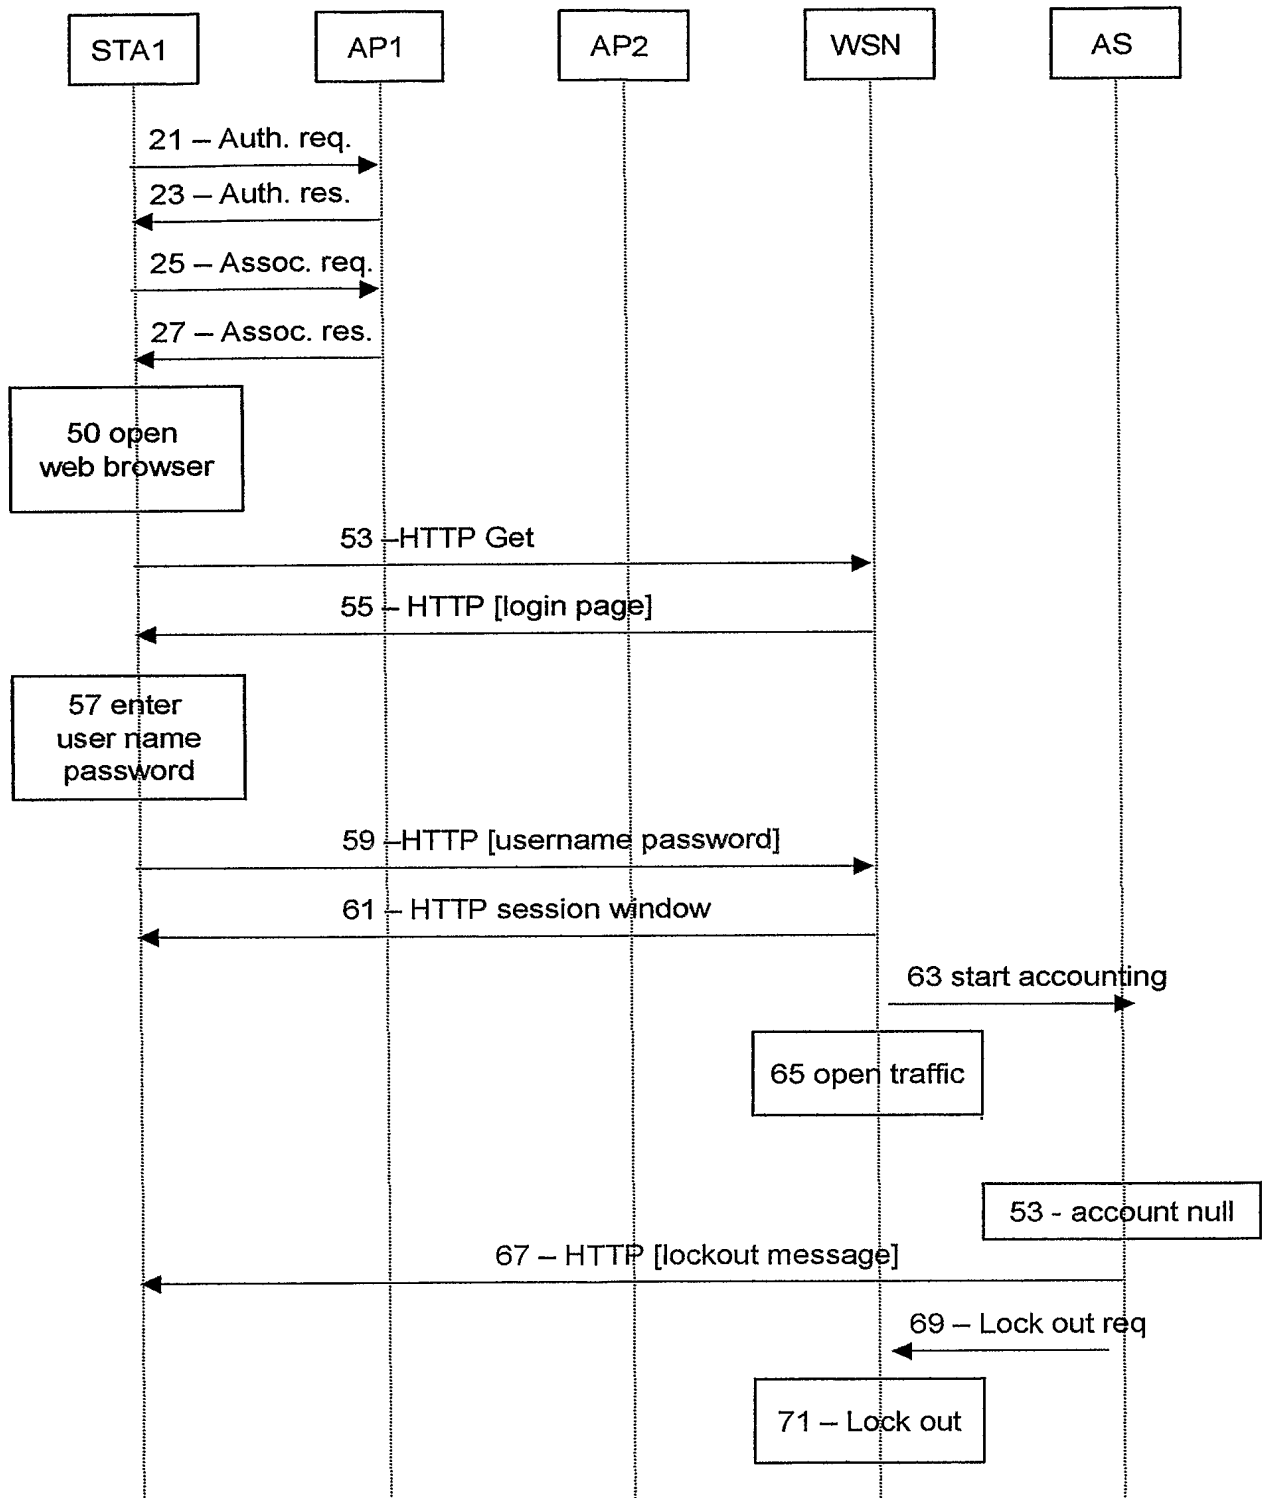 STA1
AP1
AP2
WSN
AS
21 – Auth. req.
23 – Auth. res.
25 – Assoc. req.
27 – Assoc. res.
50 open
web browser
53 –HTTP Get
55 – HTTP [login page]
57 enter
user name
password
59 –HTTP [username password]
61 – HTTP session window
63 start accounting
65 open traffic
53 - account null
67 – HTTP [lockout message]
69 – Lock out req
71 – Lock out